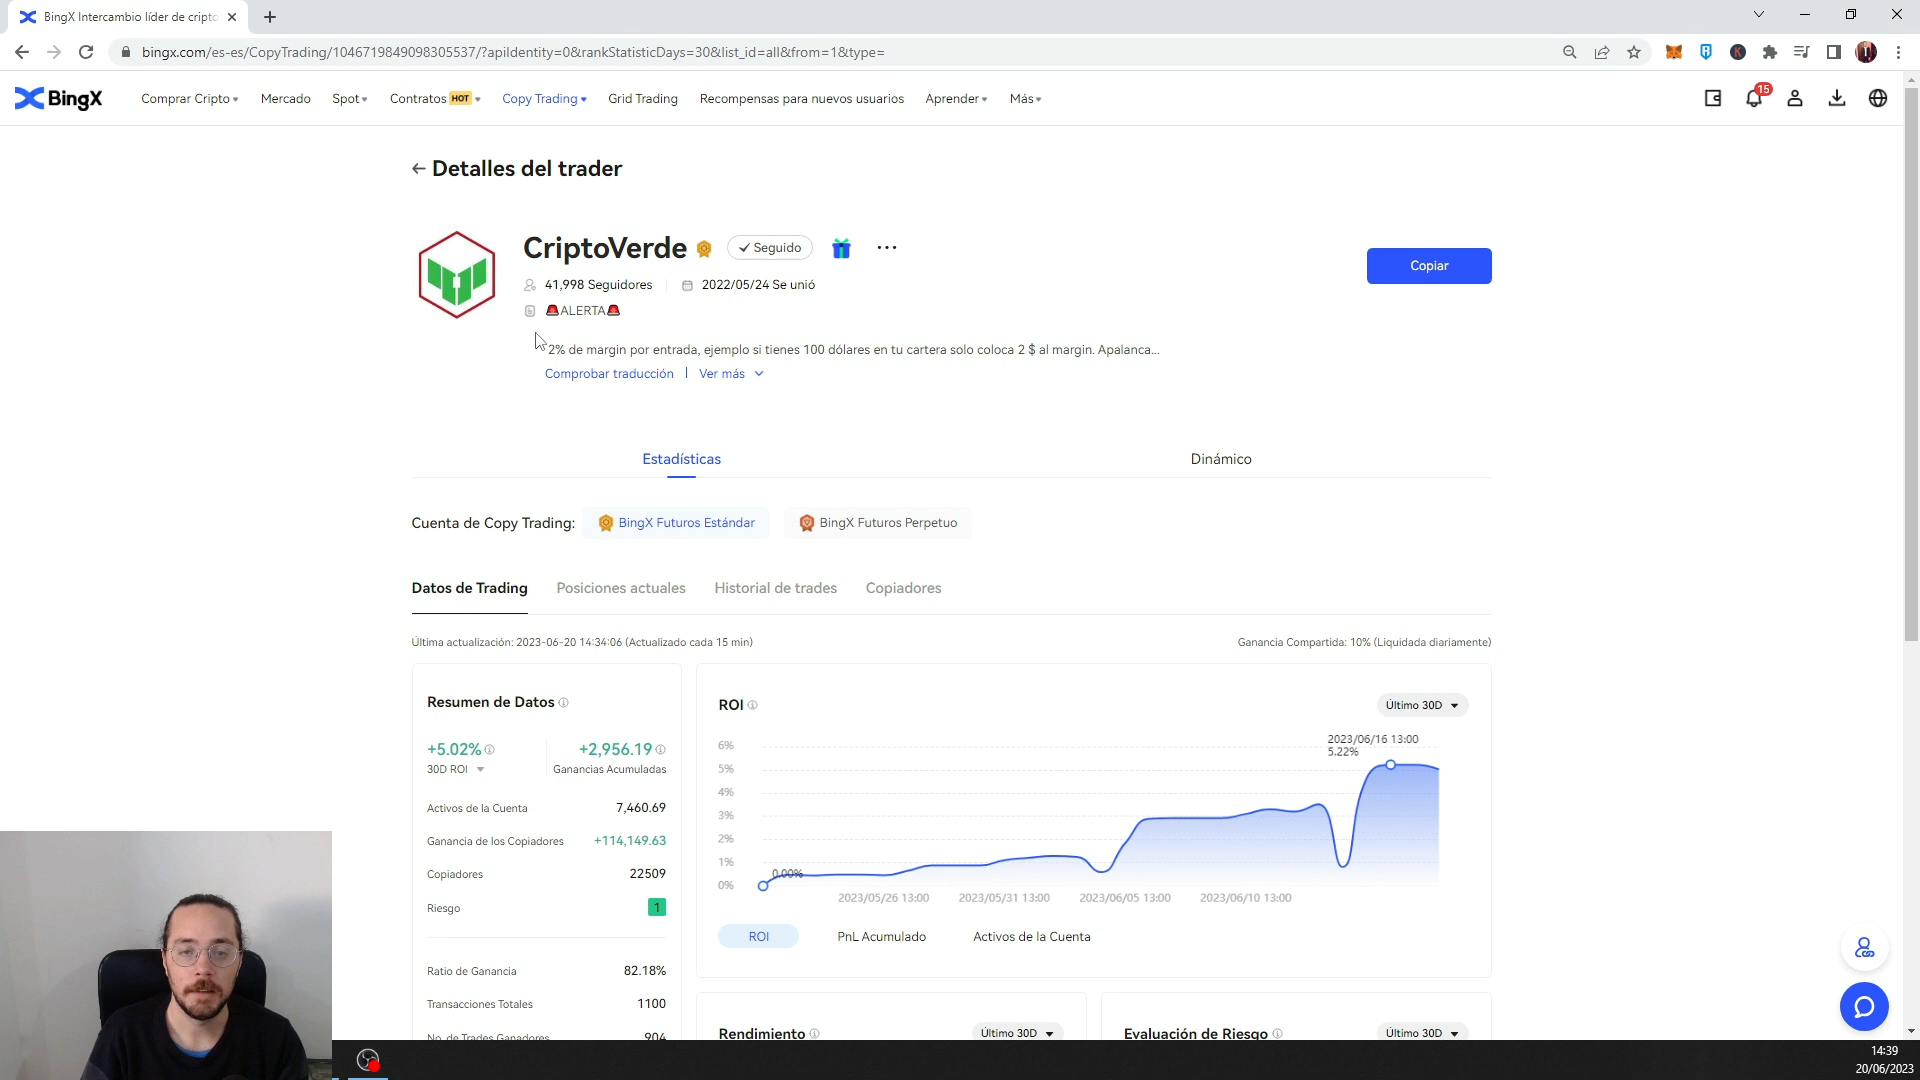 BingX Intercambio líder de cripto
bingx.com/es-es/CopyTrading/1046719849098305537/?apiIdentity=0&rankStatisticDays=30&list_id=all&from=1&type=
BingX
Comprar Cripto
Mercado
Spot
Contratos HOT
Copy Trading
Grid Trading
Recompensas para nuevos usuarios
Aprender
Más
15
Detalles del trader
CriptoVerde
Seguido
41,998 Seguidores
2022/05/24 Se unió
ALERTA
Copiar
2% de margin por entrada, ejemplo si tienes 100 dólares en tu cartera solo coloca 2 $ al margin. Apalanca...
Comprobar traducción | Ver más
Estadísticas
Dinámico
Cuenta de Copy Trading:
BingX Futuros Estándar
BingX Futuros Perpetuo
Datos de Trading
Posiciones actuales
Historial de trades
Copiadores
Última actualización: 2023-06-20 14:34:06 (Actualizado cada 15 min)
Ganancia Compartida: 10% (Liquidada diariamente)
Resumen de Datos
+5.02%
30D ROI
+2,956.19
Ganancias Acumuladas
Activos de la Cuenta 7,460.69
Ganancia de los Copiadores +114,149.63
Copiadores 22509
Riesgo 1
Ratio de Ganancia 82.18%
Transacciones Totales 1100
No. de Trades Ganadores 904
ROI
Último 30D
2023/06/16 13:00
5.22%
6%
5%
4%
3%
2%
1%
0%
0.00%
2023/05/26 13:00
2023/05/31 13:00
2023/06/05 13:00
2023/06/10 13:00
ROI
PnL Acumulado
Activos de la Cuenta
Rendimiento
Último 30D
Evaluación de Riesgo
Último 30D
14:39
20/06/2023